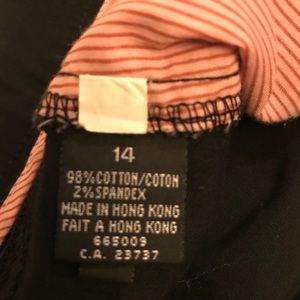 14
98%COTTON/COTON
2%SPANDEX
MADE IN HONG KONG
FAIT A HONG KONG
665009
C.A. 23737